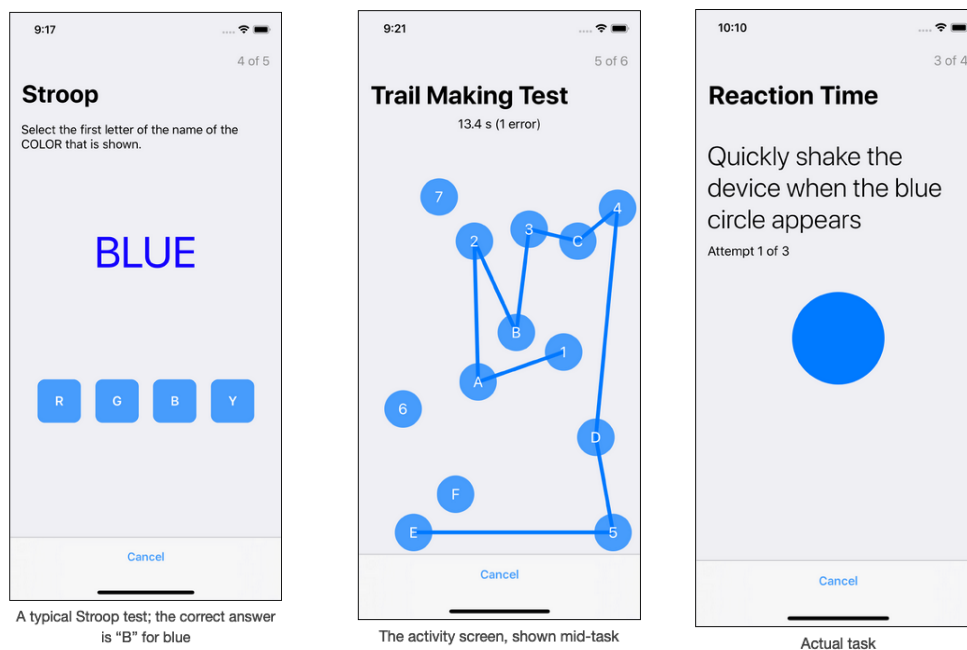 9:17
4 of 5
Stroop
Select the first letter of the name of the
COLOR that is shown.
BLUE
R G B Y
Cancel
A typical Stroop test; the correct answer
is “B” for blue
9:21
5 of 6
Trail Making Test
13.4 s (1 error)
7
4
3
2
C
B
1
A
6
D
F
E
5
Cancel
The activity screen, shown mid-task
10:10
3 of 4
Reaction Time
Quickly shake the
device when the blue
circle appears
Attempt 1 of 3
Cancel
Actual task